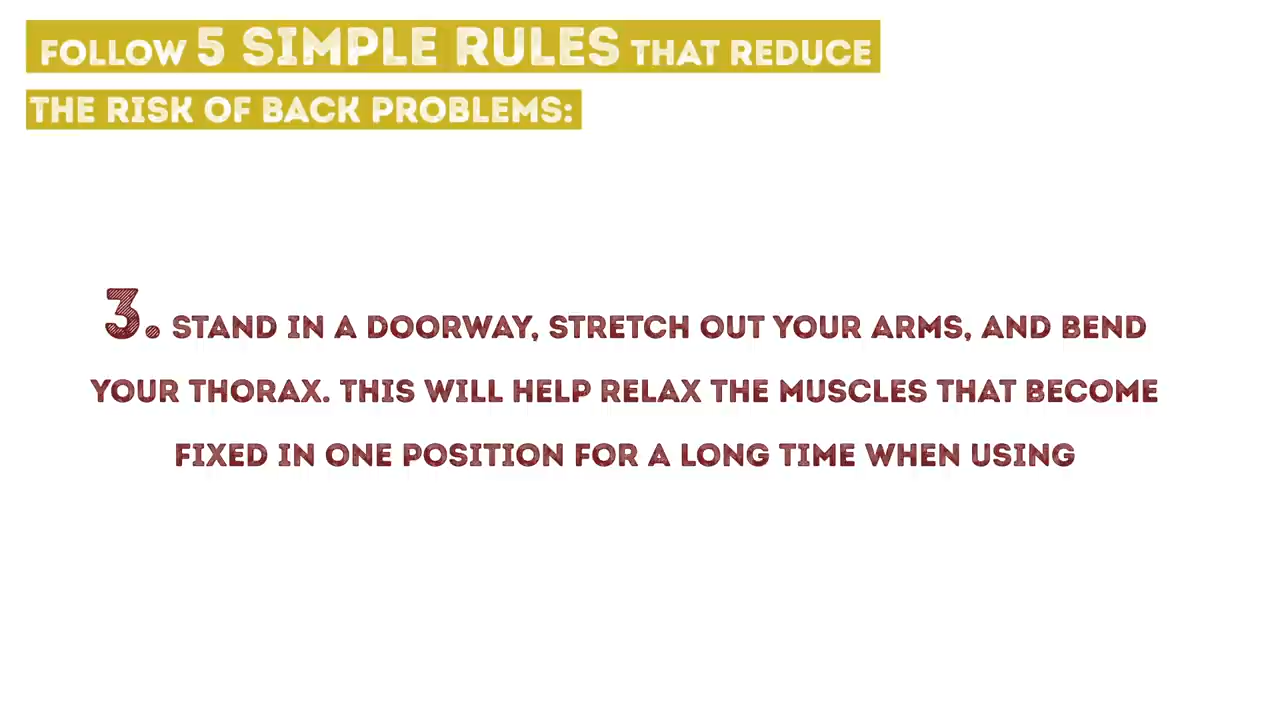 FOLLOW 5 SIMPLE RULES THAT REDUCE
THE RISK OF BACK PROBLEMS:
3. STAND IN A DOORWAY, STRETCH OUT YOUR ARMS, AND BEND
YOUR THORAX. THIS WILL HELP RELAX THE MUSCLES THAT BECOME
FIXED IN ONE POSITION FOR A LONG TIME WHEN USING